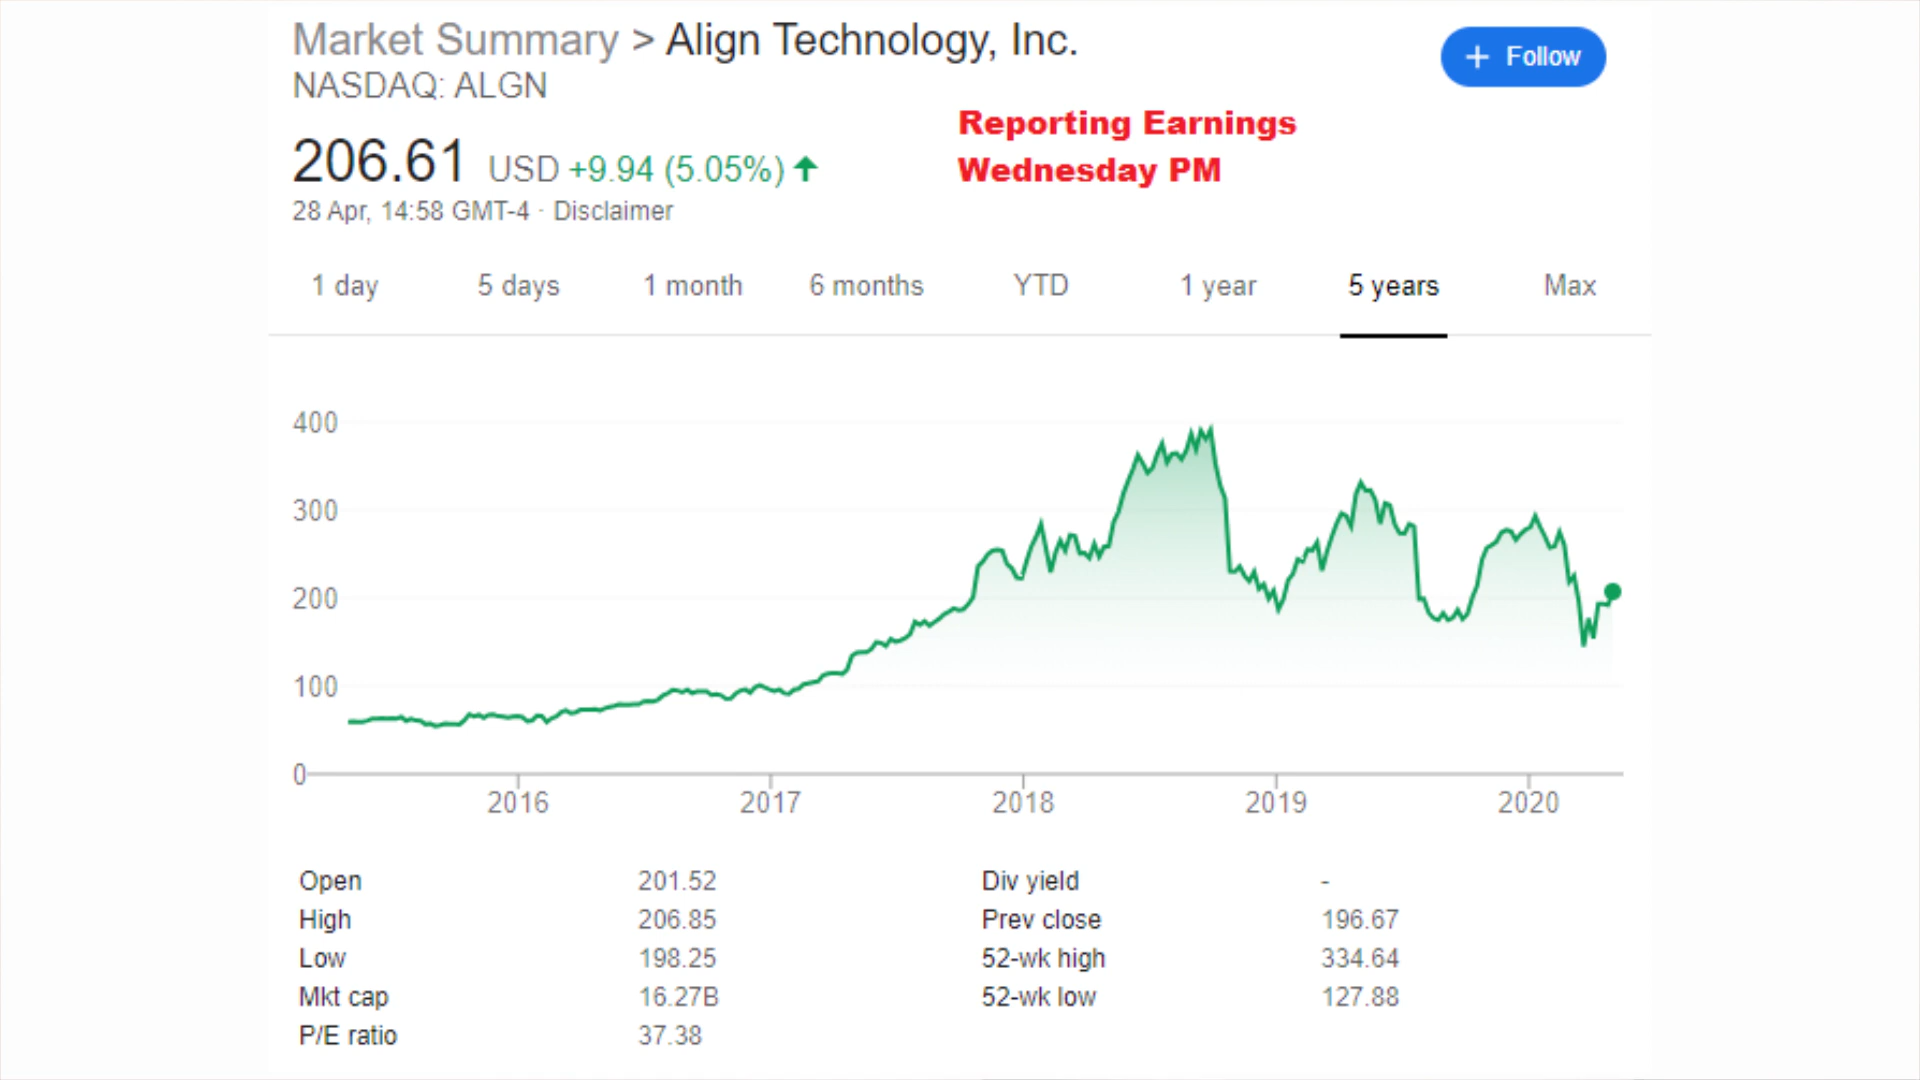 Market Summary > Align Technology, Inc.
+ Follow
NASDAQ: ALGN
Reporting Earnings
Wednesday PM
206.61 USD +9.94 (5.05%)
28 Apr, 14:58 GMT-4 · Disclaimer
1 day 5 days 1 month 6 months YTD 1 year 5 years Max
400
300
200
100
0
2016 2017 2018 2019 2020
Open 201.52 Div yield -
High 206.85 Prev close 196.67
Low 198.25 52-wk high 334.64
Mkt cap 16.27B 52-wk low 127.88
P/E ratio 37.38